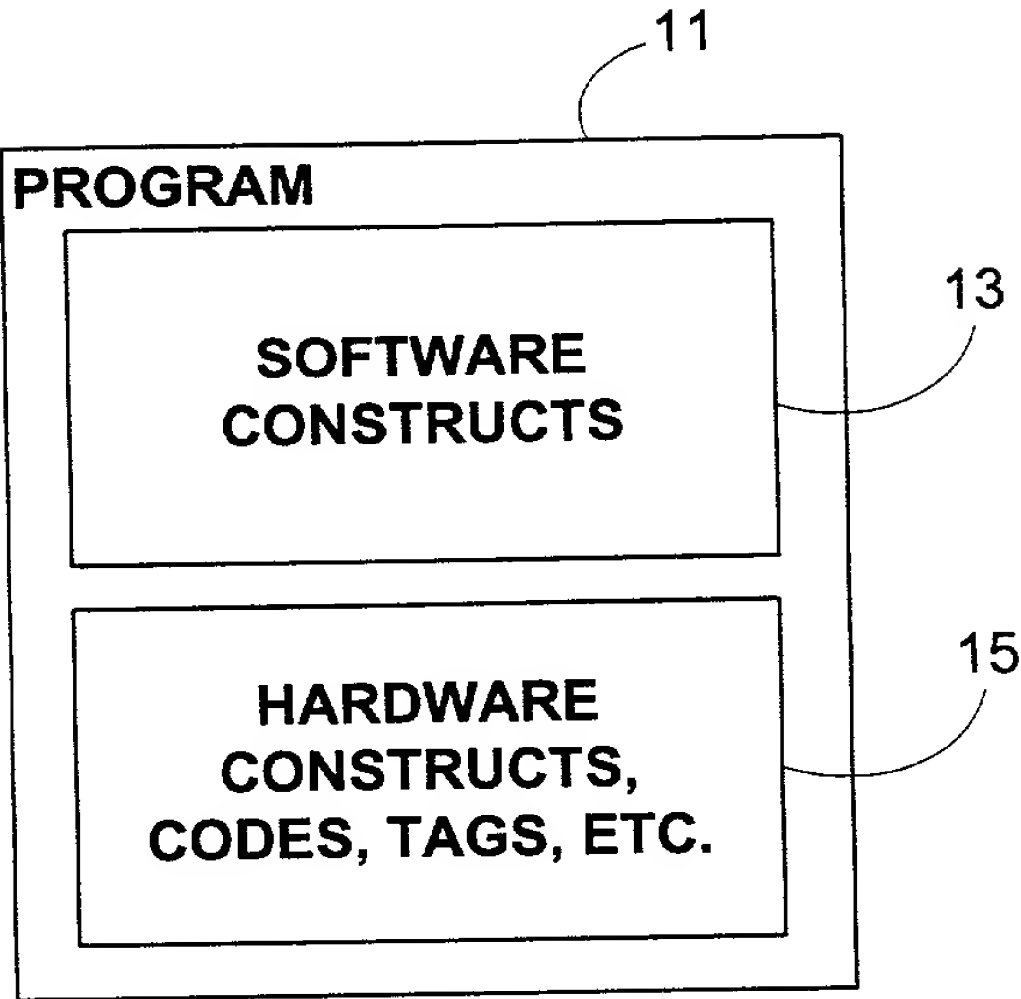 11
PROGRAM
13
SOFTWARE
CONSTRUCTS
15
HARDWARE
CONSTRUCTS,
CODES, TAGS, ETC.